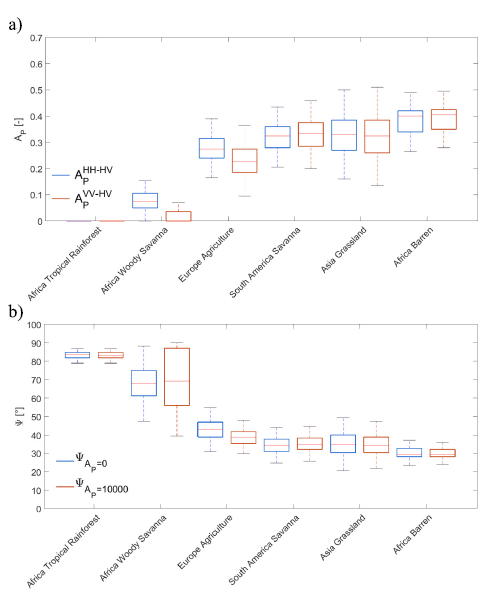 a)
0.7
0.6
0.5
0.4
0.3
0.2
0.1
0
A_P [-]
A_P^HH-HV
A_P^VV-HV
Africa Tropical Rainforest
Africa Woody Savanna
Europe Agriculture
South America Savanna
Asia Grassland
Africa Barren
b)
100
90
80
70
60
50
40
30
20
10
0
Ψ [°]
Ψ_A_P=0
Ψ_A_P=10000
Africa Tropical Rainforest
Africa Woody Savanna
Europe Agriculture
South America Savanna
Asia Grassland
Africa Barren